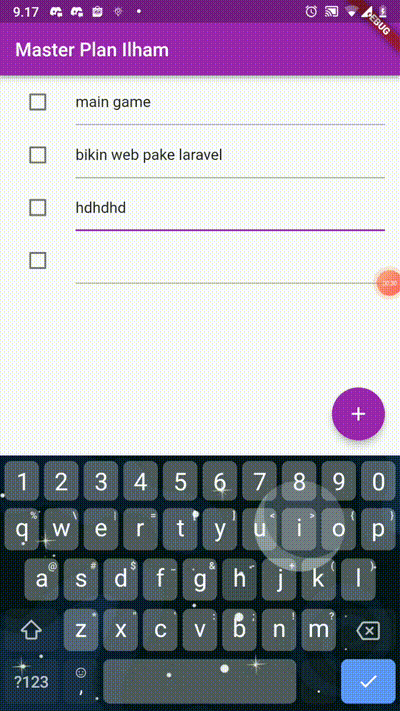 9.17
DEBUG
Master Plan Ilham
main game
bikin web pake laravel
hdhdhd
+
1 2 3 4 5 6 7 8 9 0
q w e r t y u i o p
a s d f g h j k l
z x c v b n m
?123 ,